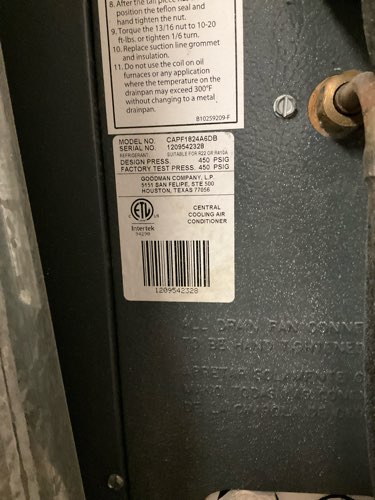 8. After the tail piece
position the teflon seal and
hand tighten the nut.
9. Torque the 13/16 nut to 10-20
ft-lbs. or tighten 1/6 turn.
10. Replace suction line grommet
and insulation.
11. Do not use the coil on oil
furnaces or any application
where the temperature on the
drainpan may exceed 300°F
without changing to a metal
drainpan.
B10259209-F
MODEL NO. CAPF1824A6DB
SERIAL NO. 1209542328
REFRIGERANT SUITABLE FOR R22 OR R410A
DESIGN PRESS. 450 PSIG
FACTORY TEST PRESS. 450 PSIG
GOODMAN COMPANY, L.P.
5151 SAN FELIPE, STE 500
HOUSTON, TEXAS 77056
ETL
Intertek
CENTRAL
COOLING AIR
CONDITIONER
1209542328
ALL DRAIN PAN CONNE
TO BE HAND TIGHTENED